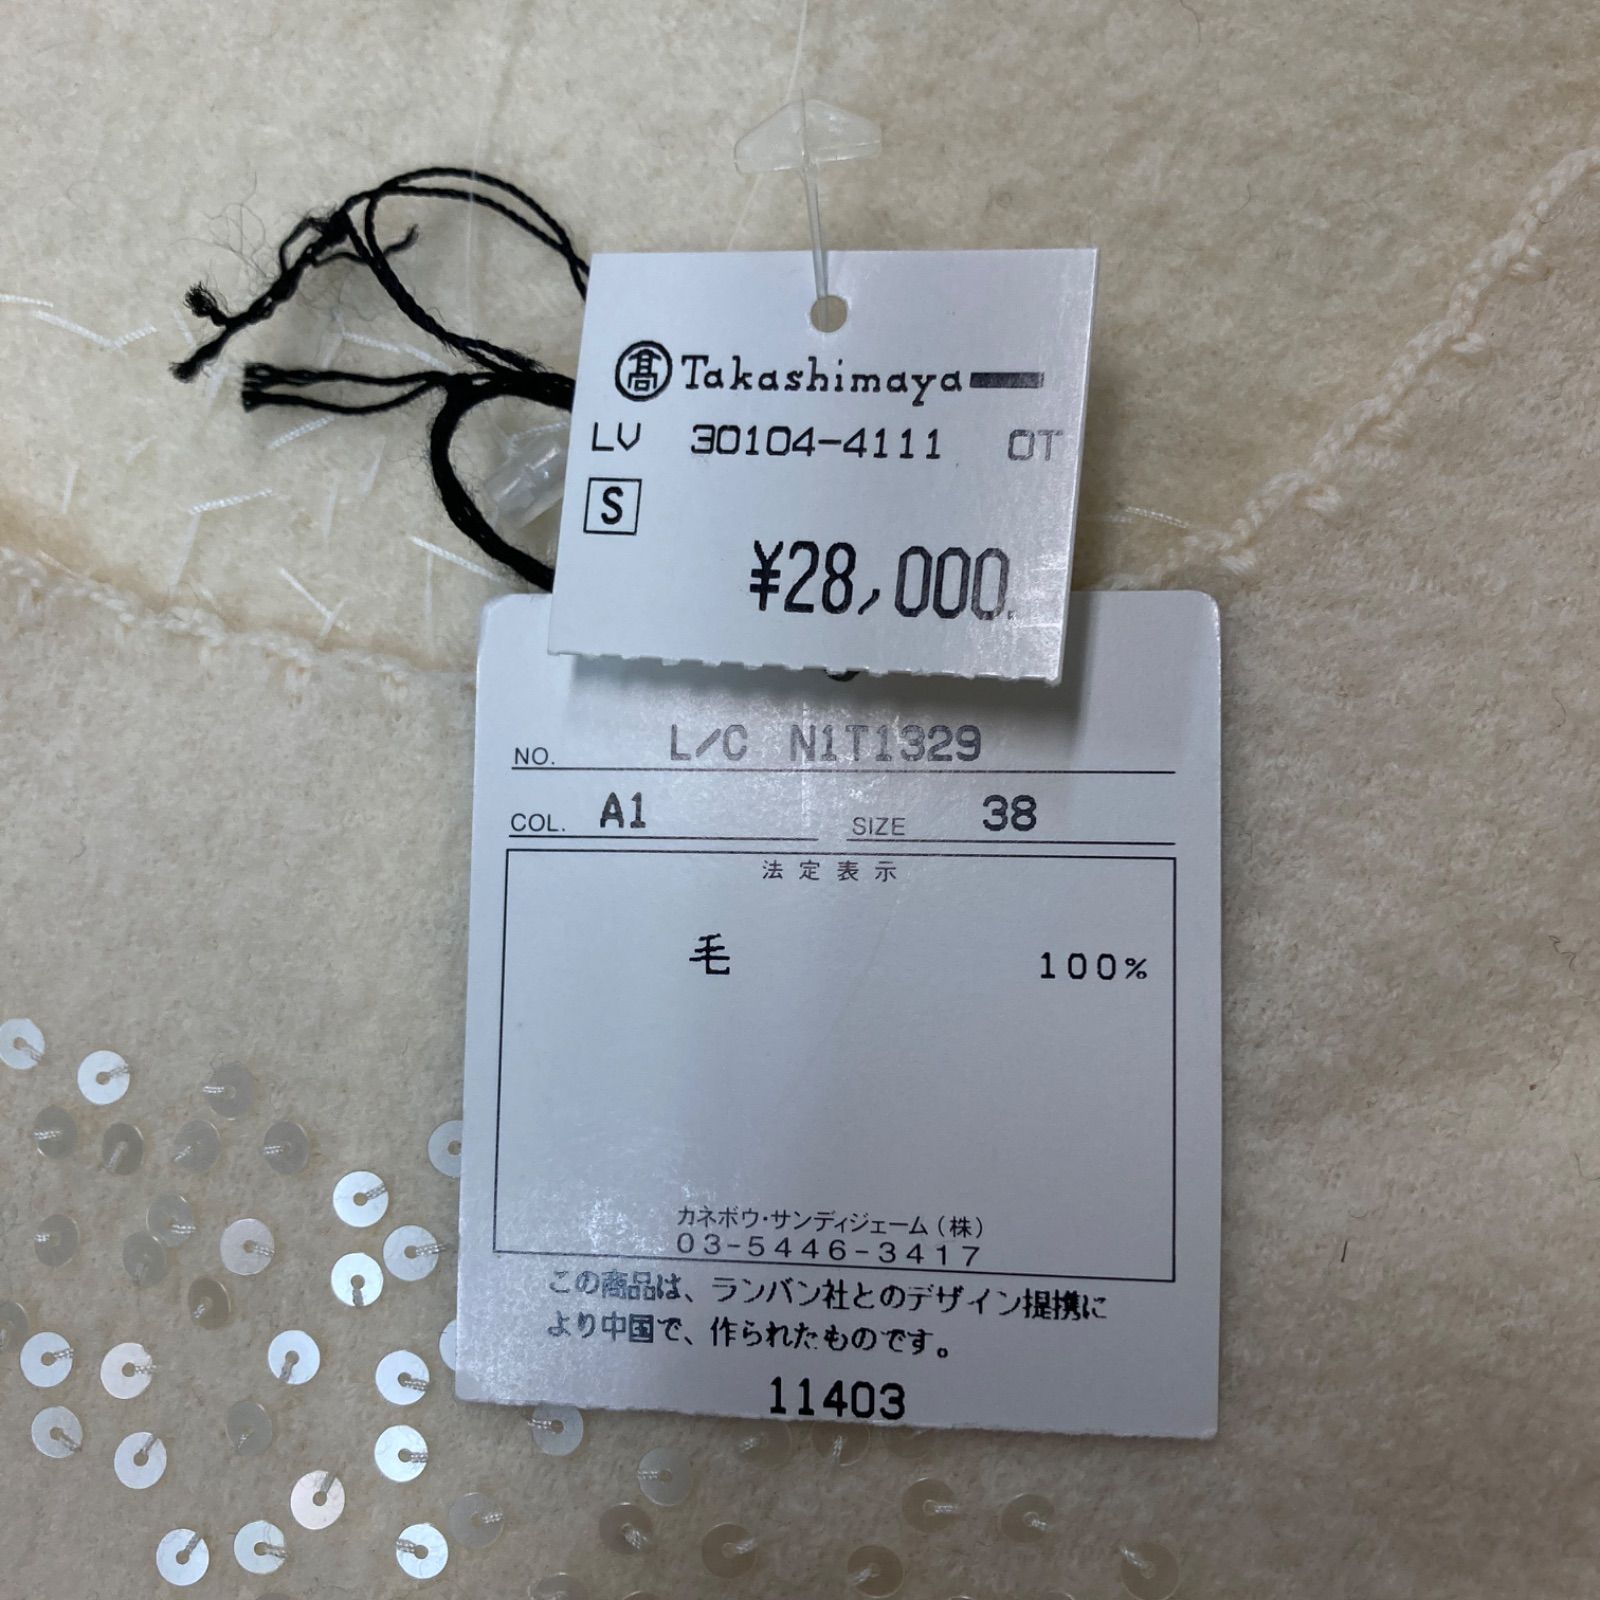 髙 Takashimaya
LV 30104-4111 OT
S
¥28,000
NO. L/C N1T1329
COL. A1 SIZE 38
法定表示
毛 100%
カネボウ・サンディジェーム(株)
03-5446-3417
この商品は、ランバン社とのデザイン提携に
より中国で、作られたものです。
11403